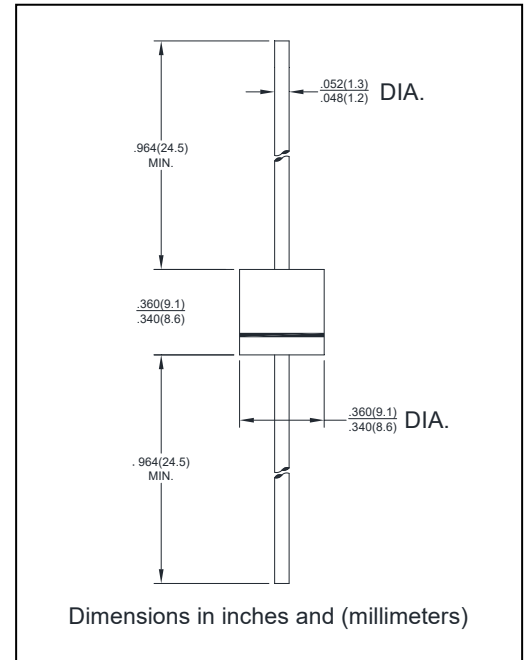 .052(1.3)
.048(1.2) DIA.
.964(24.5)
MIN.
.360(9.1)
.340(8.6)
.360(9.1)
.340(8.6) DIA.
. 964(24.5)
MIN.
Dimensions in inches and (millimeters)